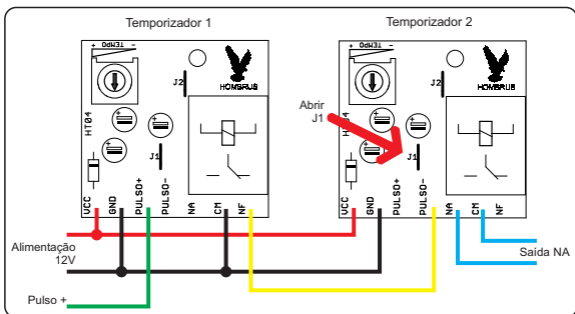 Temporizador 1
Temporizador 2
+ TEMPO -
J2
HOMBRUS
HT04
J1
VCC
GND
PULSO+
PULSO-
NA
CM
NF
+ TEMPO -
J2
HOMBRUS
Abrir
J1
HT04
J1
VCC
GND
PULSO+
PULSO-
NA
CM
NF
Alimentação
12V
Saída NA
Pulso +